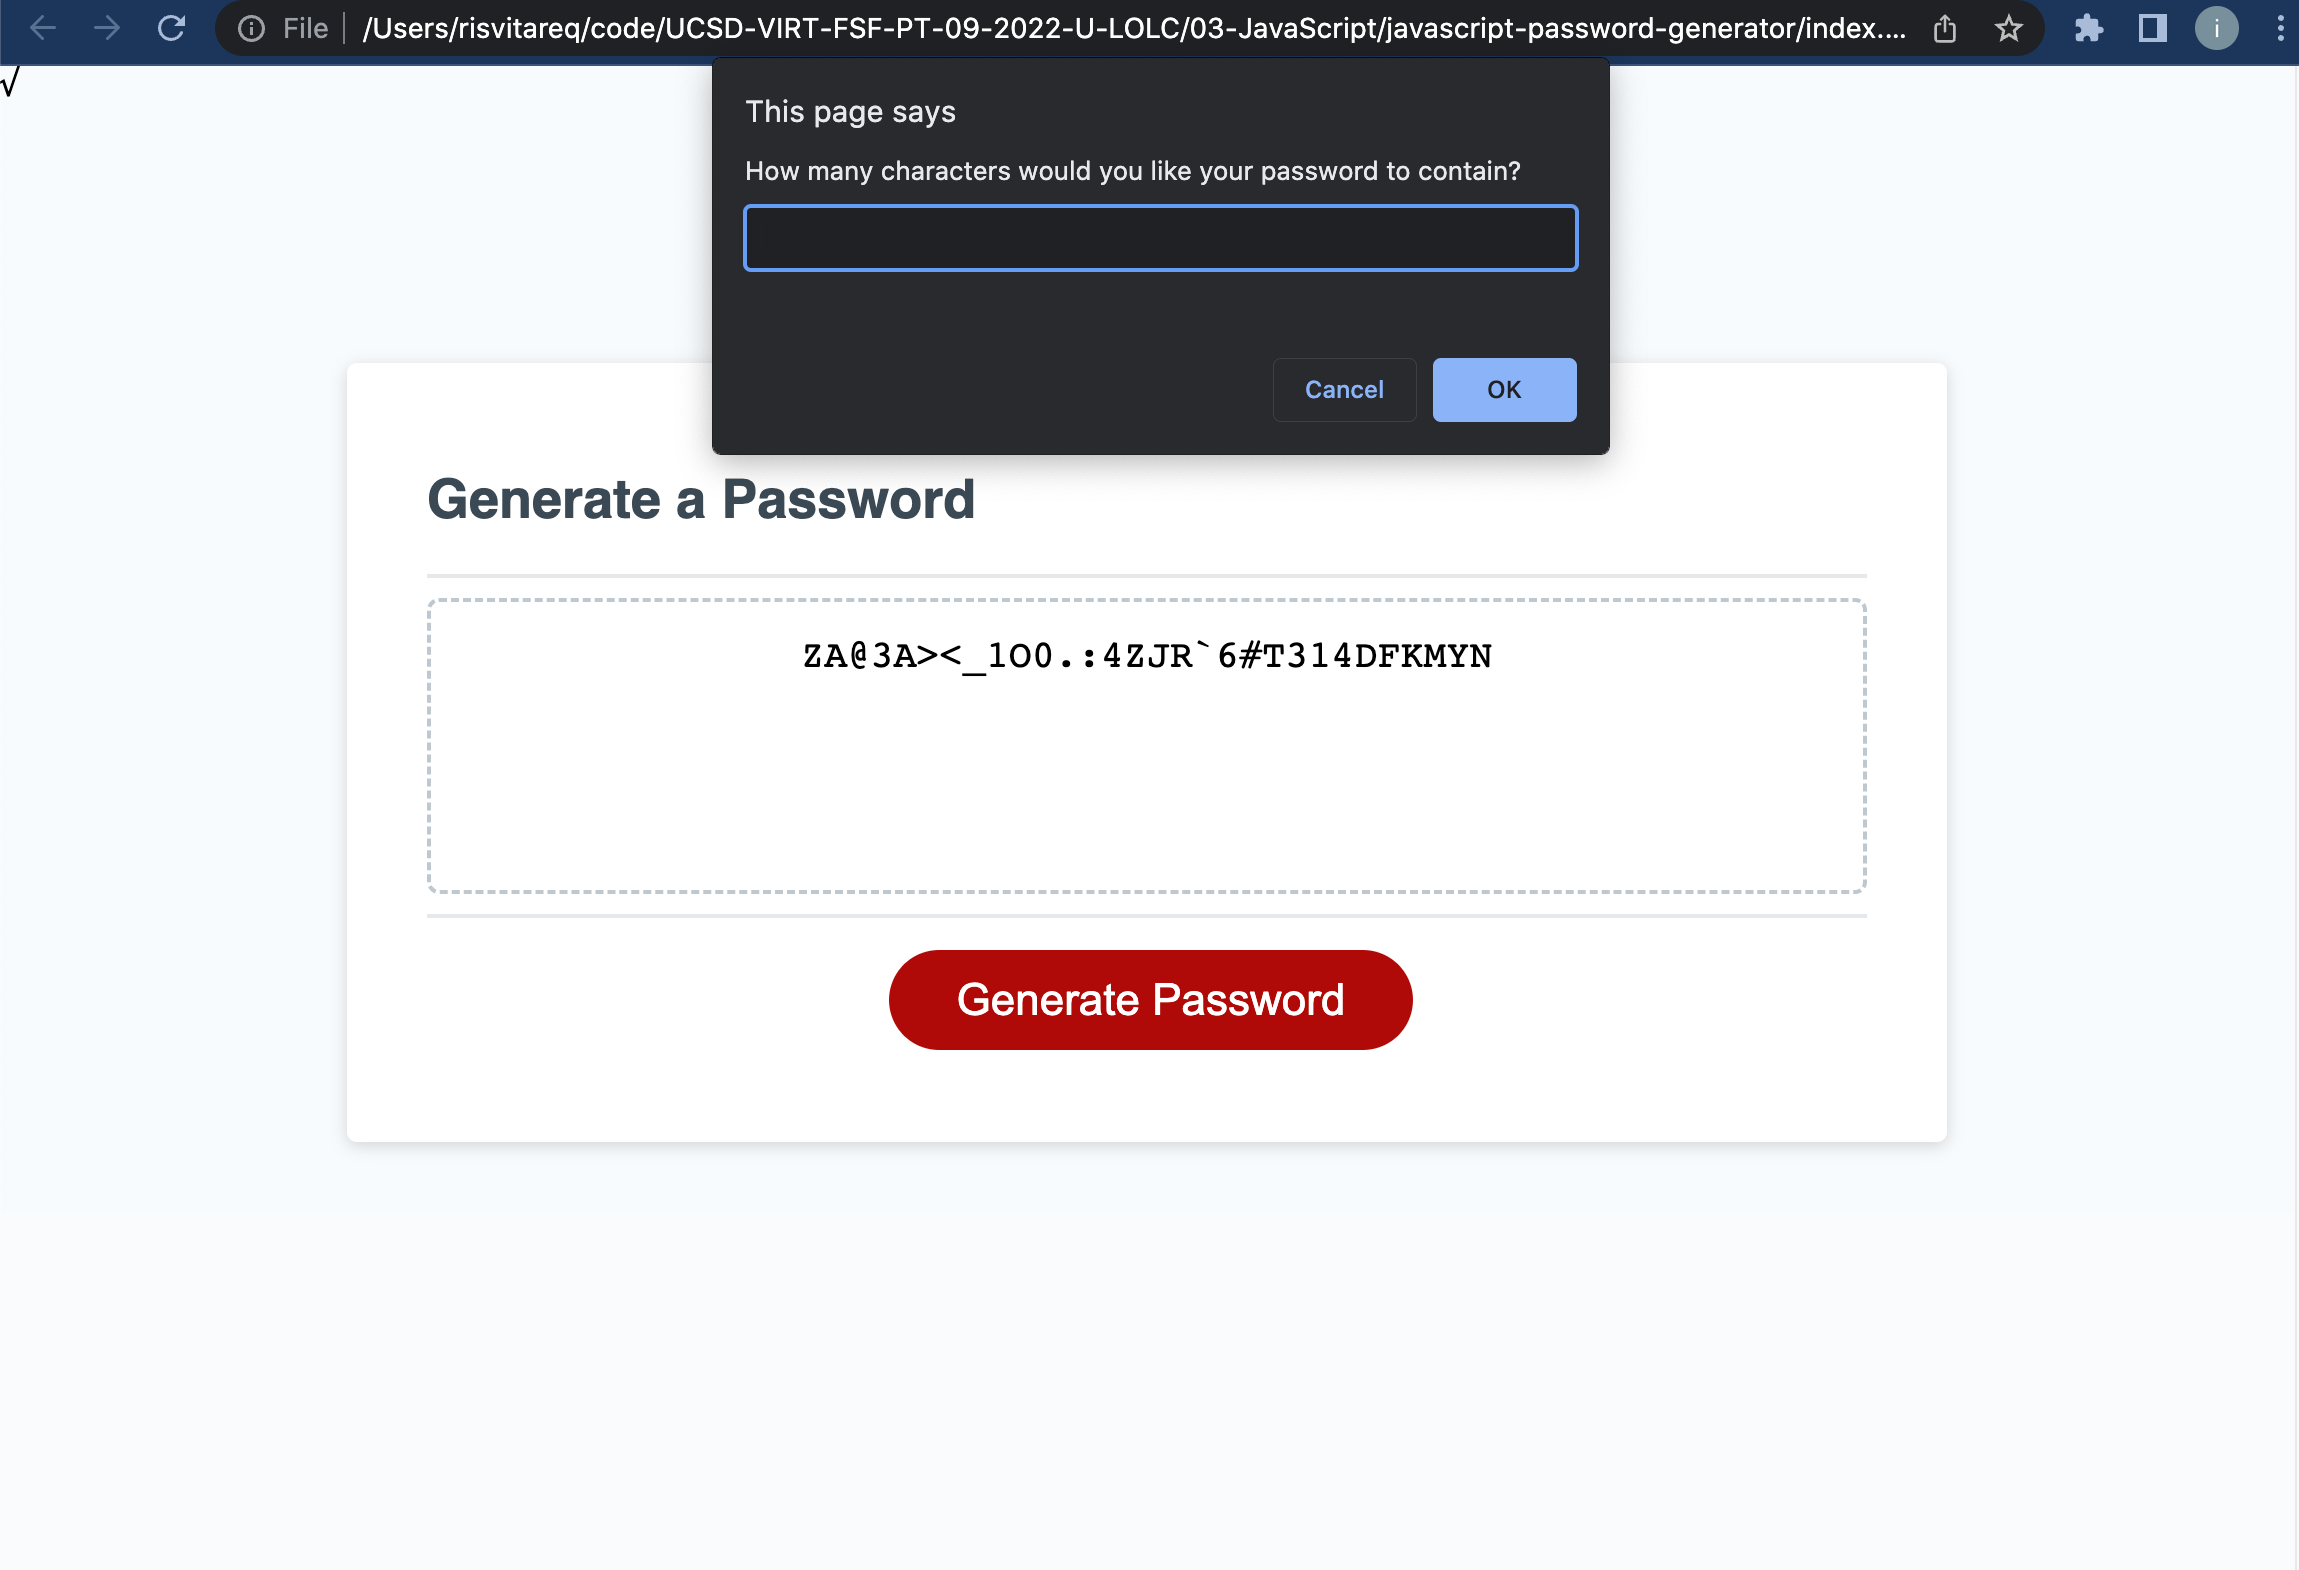 File /Users/risvitareq/code/UCSD-VIRT-FSF-PT-09-2022-U-LOLC/03-JavaScript/javascript-password-generator/index....
i
√
This page says
How many characters would you like your password to contain?
Cancel OK
Generate a Password
ZA@3A><_1O0.:4ZJR`6#T314DFKMYN
Generate Password